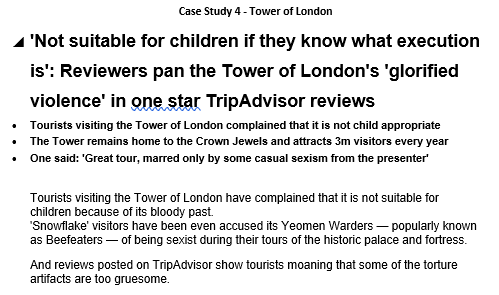 Case Study 4 - Tower of London
'Not suitable for children if they know what execution
is': Reviewers pan the Tower of London's 'glorified
violence' in one star TripAdvisor reviews
• Tourists visiting the Tower of London complained that it is not child appropriate
• The Tower remains home to the Crown Jewels and attracts 3m visitors every year
• One said: 'Great tour, marred only by some casual sexism from the presenter'
Tourists visiting the Tower of London have complained that it is not suitable for
children because of its bloody past.
'Snowflake' visitors have been even accused its Yeomen Warders — popularly known
as Beefeaters — of being sexist during their tours of the historic palace and fortress.
And reviews posted on TripAdvisor show tourists moaning that some of the torture
artifacts are too gruesome.